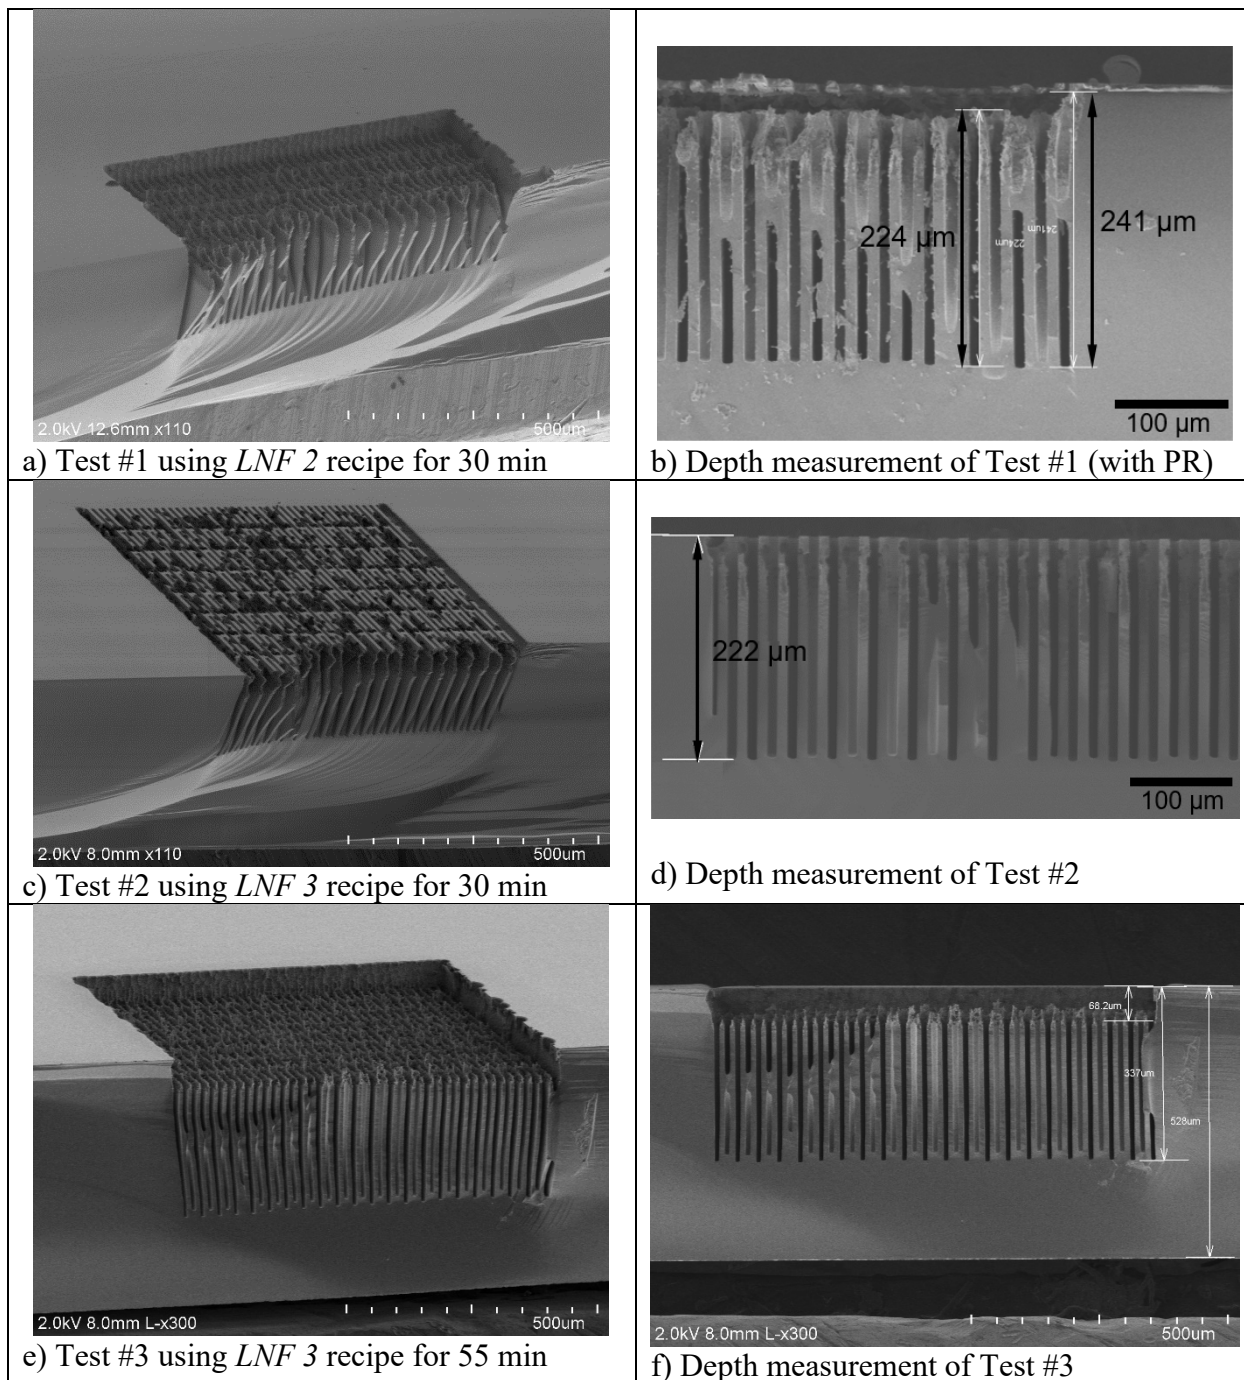 2.0kV 12.6mm x110 500um
a) Test #1 using LNF 2 recipe for 30 min
224 µm
224um
241um
241 µm
100 µm
b) Depth measurement of Test #1 (with PR)
2.0kV 8.0mm x110 500um
c) Test #2 using LNF 3 recipe for 30 min
222 µm
100 µm
d) Depth measurement of Test #2
2.0kV 8.0mm L-x300 500um
e) Test #3 using LNF 3 recipe for 55 min
68.2um
337um
528um
2.0kV 8.0mm L-x300 500um
f) Depth measurement of Test #3